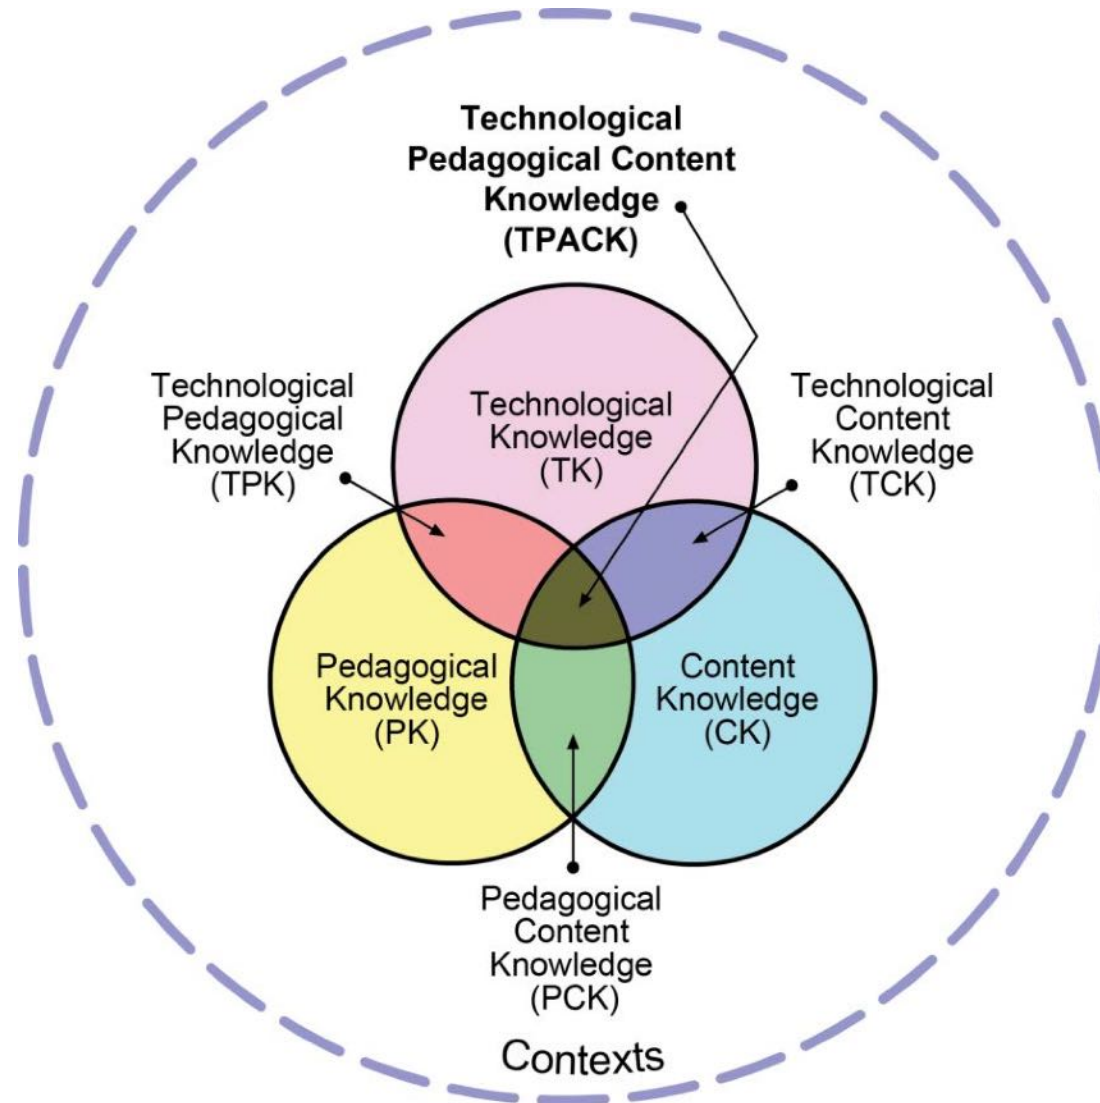 Technological
Pedagogical Content
Knowledge
(TPACK)
Technological
Pedagogical
Knowledge
(TPK)
Technological
Knowledge
(TK)
Technological
Content
Knowledge
(TCK)
Pedagogical
Knowledge
(PK)
Content
Knowledge
(CK)
Pedagogical
Content
Knowledge
(PCK)
Contexts